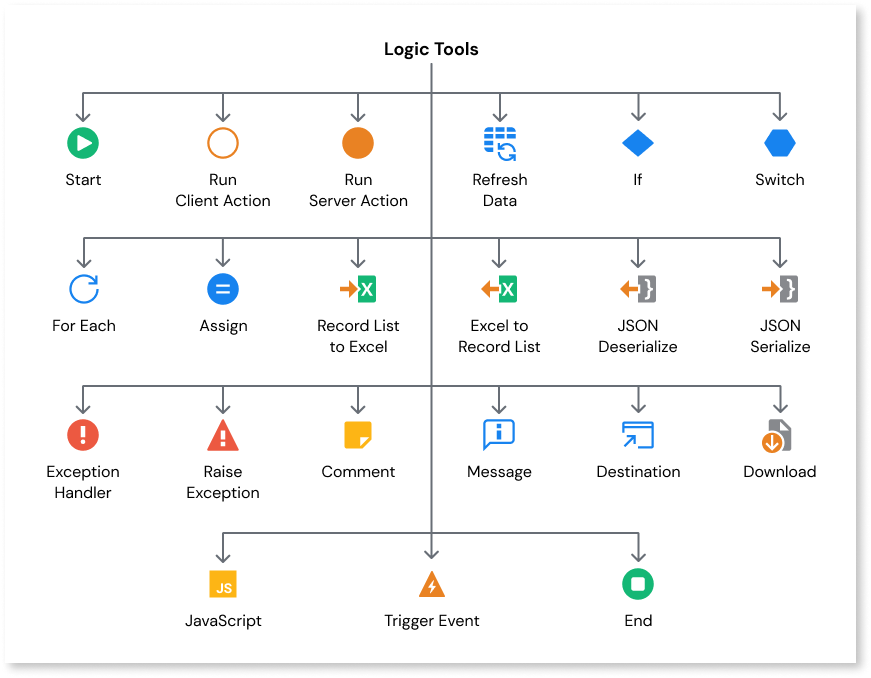 Logic Tools
Start
Run
Client Action
Run
Server Action
Refresh
Data
If
Switch
For Each
Assign
Record List
to Excel
Excel to
Record List
JSON
Deserialize
JSON
Serialize
Exception
Handler
Raise
Exception
Comment
Message
Destination
Download
JS
JavaScript
Trigger Event
End